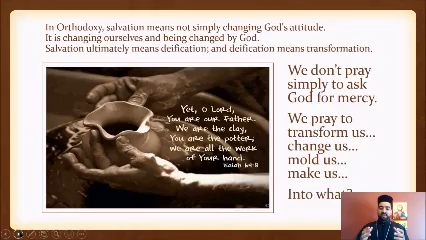 In Orthodoxy, salvation means not simply changing God's attitude.
It is changing ourselves and being changed by God.
Salvation ultimately means deification; and deification means transformation.
Yet, O Lord,
You are our Father.
We are the clay,
You are the potter;
We are all the work
of Your hand.
Isaiah 64:8
We don't pray
simply to ask
God for mercy.
We pray to
transform us...
change us...
mold us...
make us...
Into what?